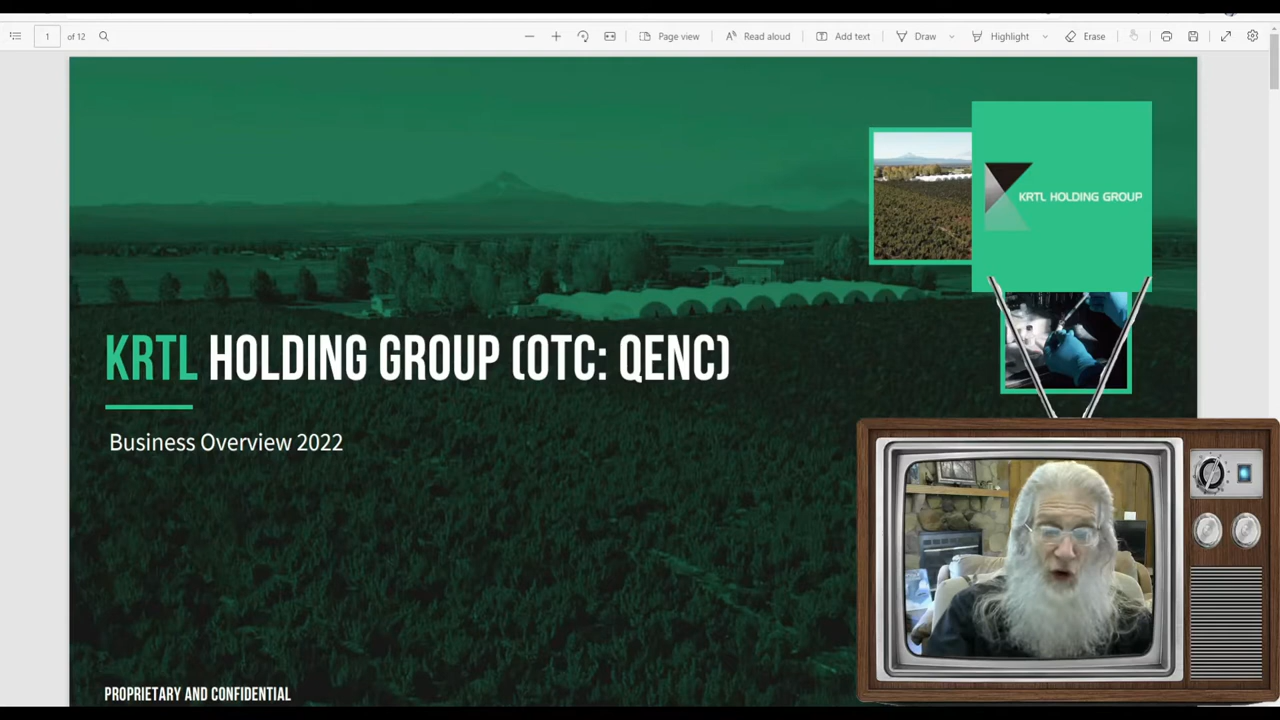 1 of 12
Page view
Read aloud
Add text
Draw
Highlight
Erase
KRTL HOLDING GROUP
KRTL HOLDING GROUP (OTC: QENC)
Business Overview 2022
PROPRIETARY AND CONFIDENTIAL